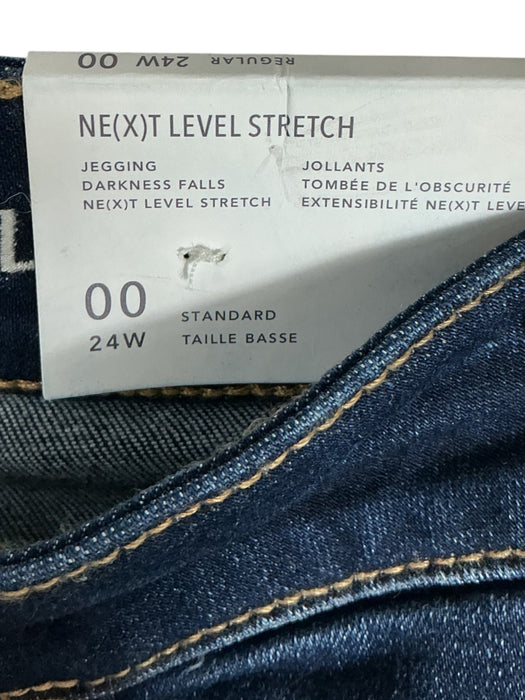 00 24W REGULAR
NE(X)T LEVEL STRETCH
JEGGING
DARKNESS FALLS
NE(X)T LEVEL STRETCH
JOLLANTS
TOMBÉE DE L'OBSCURITÉ
EXTENSIBILITÉ NE(X)T LEVE
L
00
24W
STANDARD
TAILLE BASSE